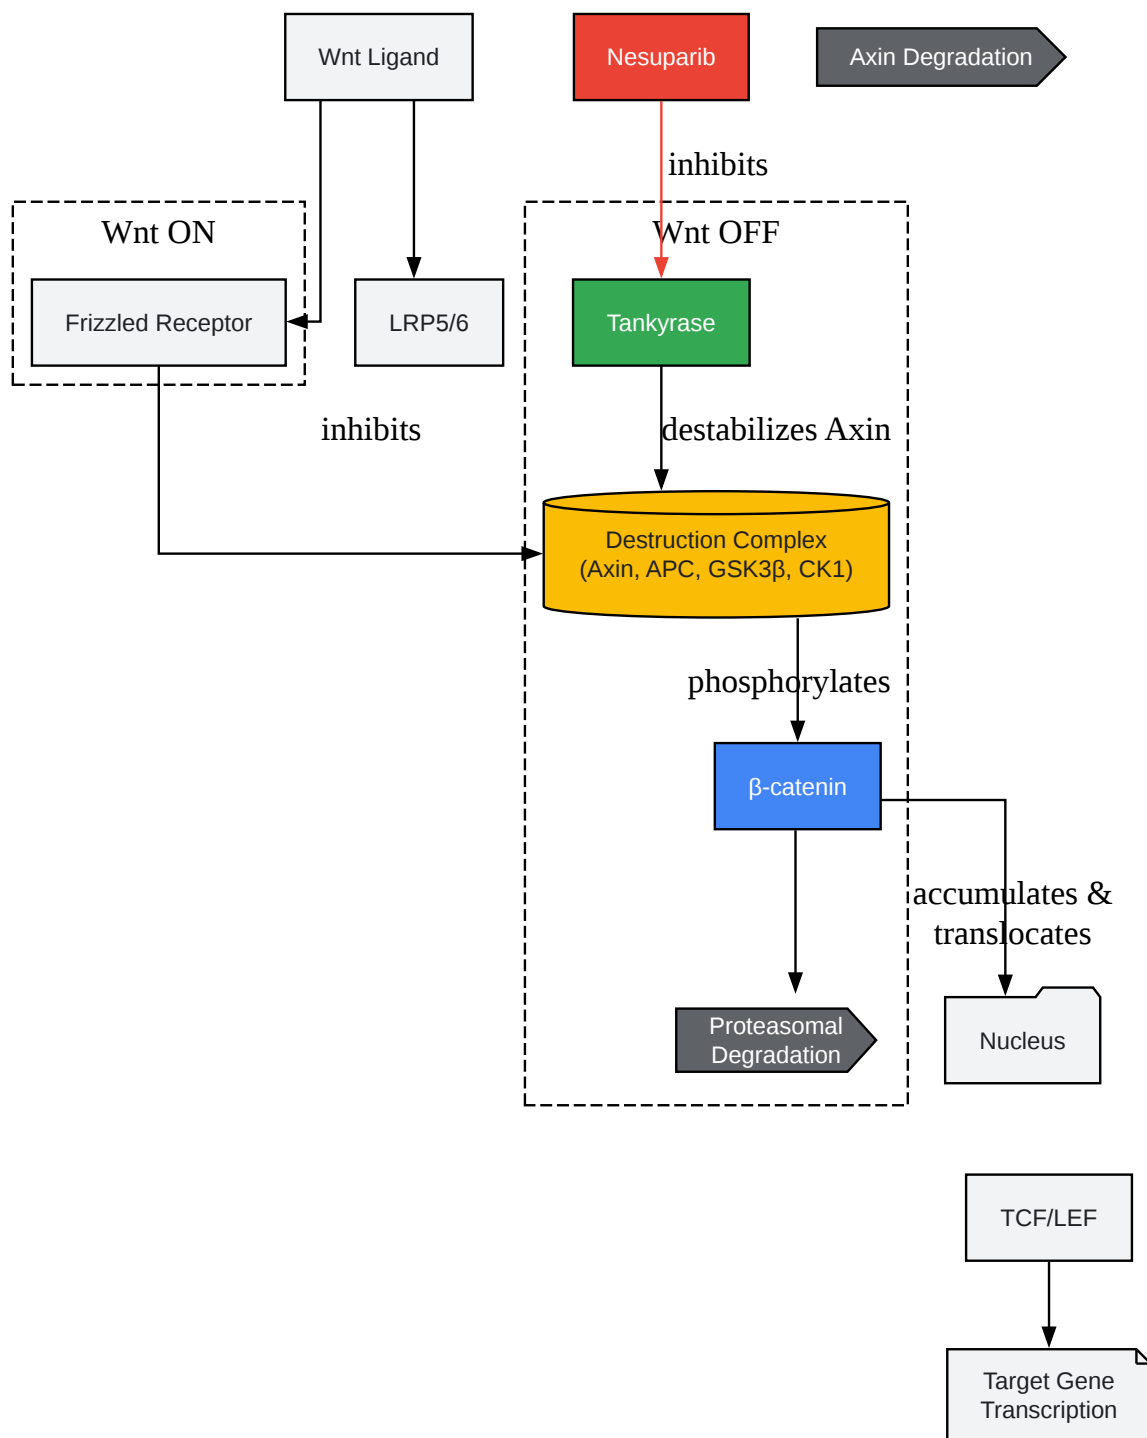 Wnt Ligand
Nesuparib
Axin Degradation
inhibits
Wnt ON
Wnt OFF
Frizzled Receptor
LRP5/6
Tankyrase
inhibits
destabilizes Axin
Destruction Complex
(Axin, APC, GSK3β, CK1)
phosphorylates
β-catenin
accumulates &
translocates
Proteasomal
Degradation
Nucleus
TCF/LEF
Target Gene
Transcription